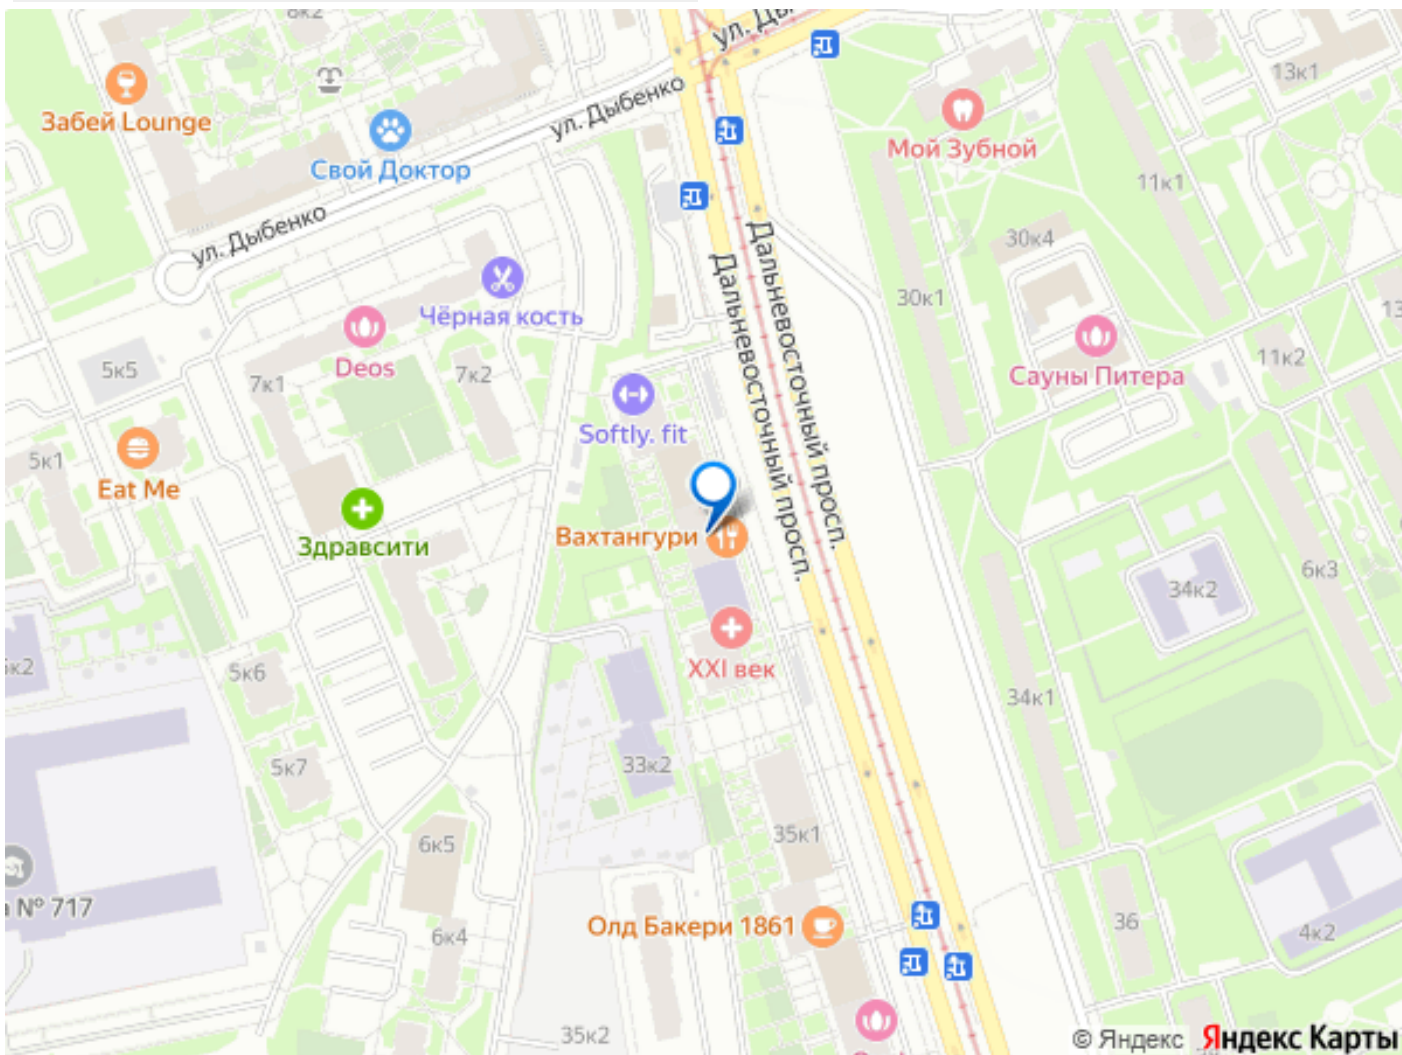 8к2
ул. Дыбенко
13к1
Забей Lounge
ул. Дыбенко
Мой Зубной
Свой Доктор
11к1
ул. Дыбенко
30к4
Дальневосточный просп.
Дальневосточный просп.
30к1
Чёрная кость
13
11к2
5к5
Deos
7к1
7к2
Сауны Питера
Softly. fit
5к1
Eat Me
Вахтангури
Здравсити
6к3
34к2
5к6
XXI век
34к1
5к7
33к2
35к1
6к5
№ 717
Олд Бакери 1861
36
4к2
6к4
35к2
© Яндекс Яндекс Карты